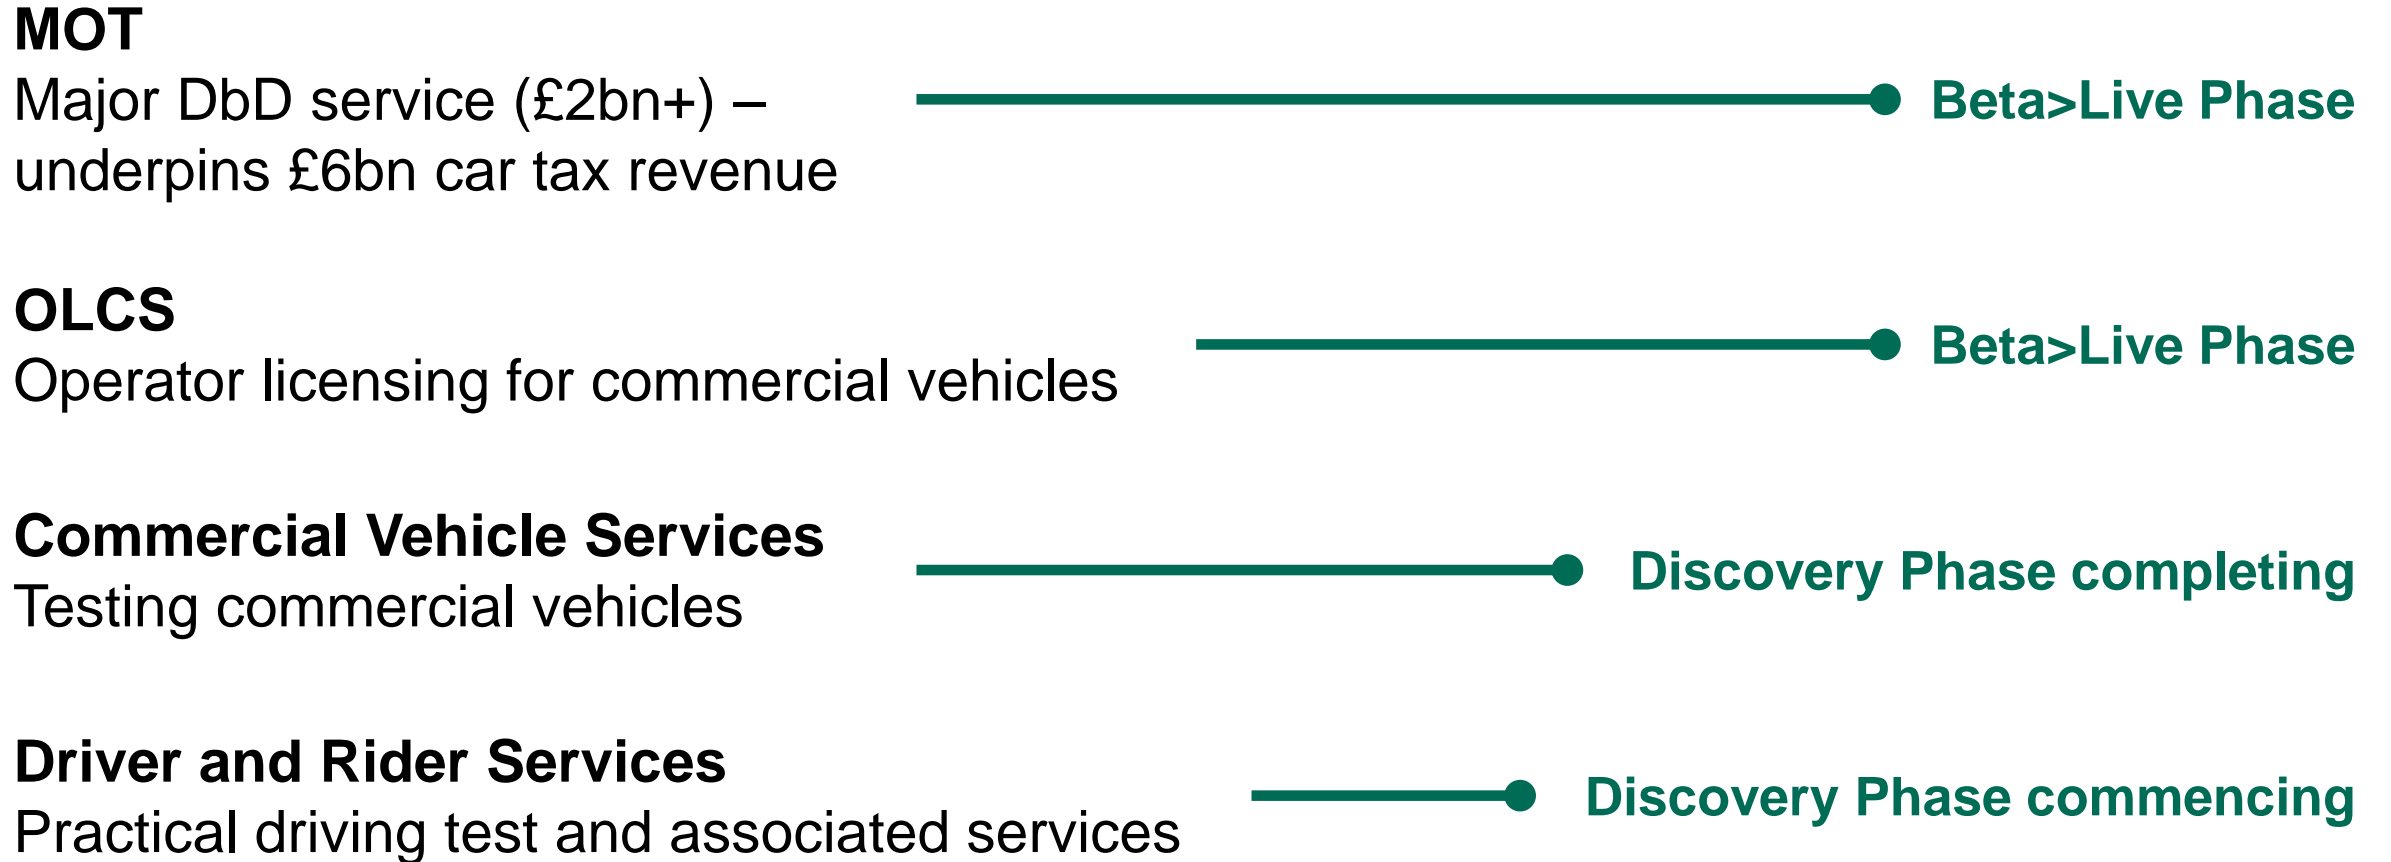 MOT
Major DbD service (£2bn+) –
underpins £6bn car tax revenue
Beta>Live Phase
OLCS
Operator licensing for commercial vehicles
Beta>Live Phase
Commercial Vehicle Services
Testing commercial vehicles
Discovery Phase completing
Driver and Rider Services
Practical driving test and associated services
Discovery Phase commencing